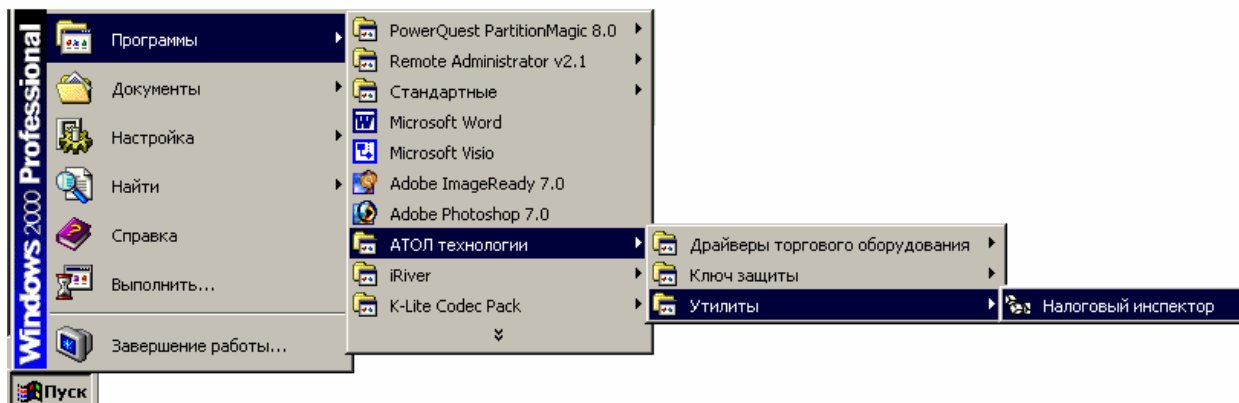 Windows 2000 Professional
Программы
Документы
Настройка
Найти
Справка
Выполнить...
Завершение работы...
Пуск
PowerQuest PartitionMagic 8.0
Remote Administrator v2.1
Стандартные
Microsoft Word
Microsoft Visio
Adobe ImageReady 7.0
Adobe Photoshop 7.0
АТОЛ технологии
iRiver
K-Lite Codec Pack
Драйверы торгового оборудования
Ключ защиты
Утилиты
Налоговый инспектор